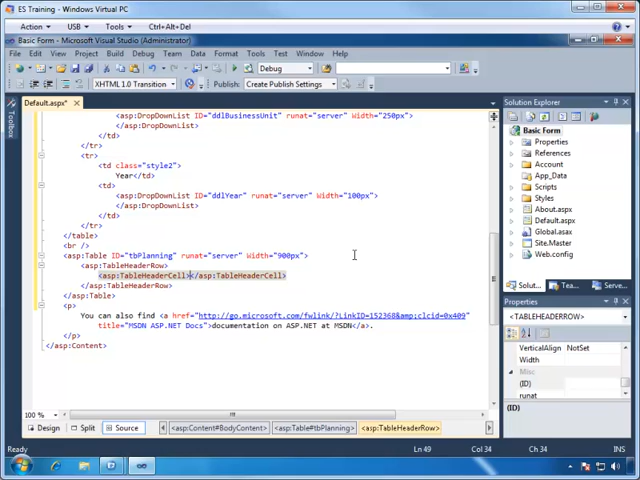 ES Training - Windows Virtual PC
Action USB Tools Ctrl+Alt+Del
Basic Form - Microsoft Visual Studio (Administrator)
File Edit View Project Build Debug Team Data Format Tools Test Window Help
Debug
XHTML 1.0 Transition Publish: Create Publish Settings
Default.aspx*
Toolbox
<asp:DropDownList ID="ddlBusinessUnit" runat="server" Width="250px">
</asp:DropDownList>
</td>
</tr>
<tr>
<td class="style2">
Year</td>
<td>
<asp:DropDownList ID="ddlYear" runat="server" Width="100px">
</asp:DropDownList>
</td>
</tr>
</table>
<br />
<asp:Table ID="tbPlanning" runat="server" Width="900px">
<asp:TableHeaderRow>
<asp:TableHeaderCell></asp:TableHeaderCell>
</asp:TableHeaderRow>
</asp:Table>
<p>
You can also find <a href="http://go.microsoft.com/fwlink/?LinkID=152368&amp;clcid=0x409"
title="MSDN ASP.NET Docs">documentation on ASP.NET at MSDN</a>.
</p>
</asp:Content>
100 %
Design Split Source <asp:Content#BodyContent> <asp:Table#tbPlanning> <asp:TableHeaderRow>
Solution Explorer
Basic Form
Properties
References
Account
App_Data
Scripts
Styles
About.aspx
Default.aspx
Global.asax
Site.Master
Web.config
Solut... Tea... Serve...
Properties
<TABLEHEADERROW>
VerticalAlign NotSet
Width
Misc
(ID)
runat
(ID)
Ready Ln 49 Col 34 Ch 34 INS